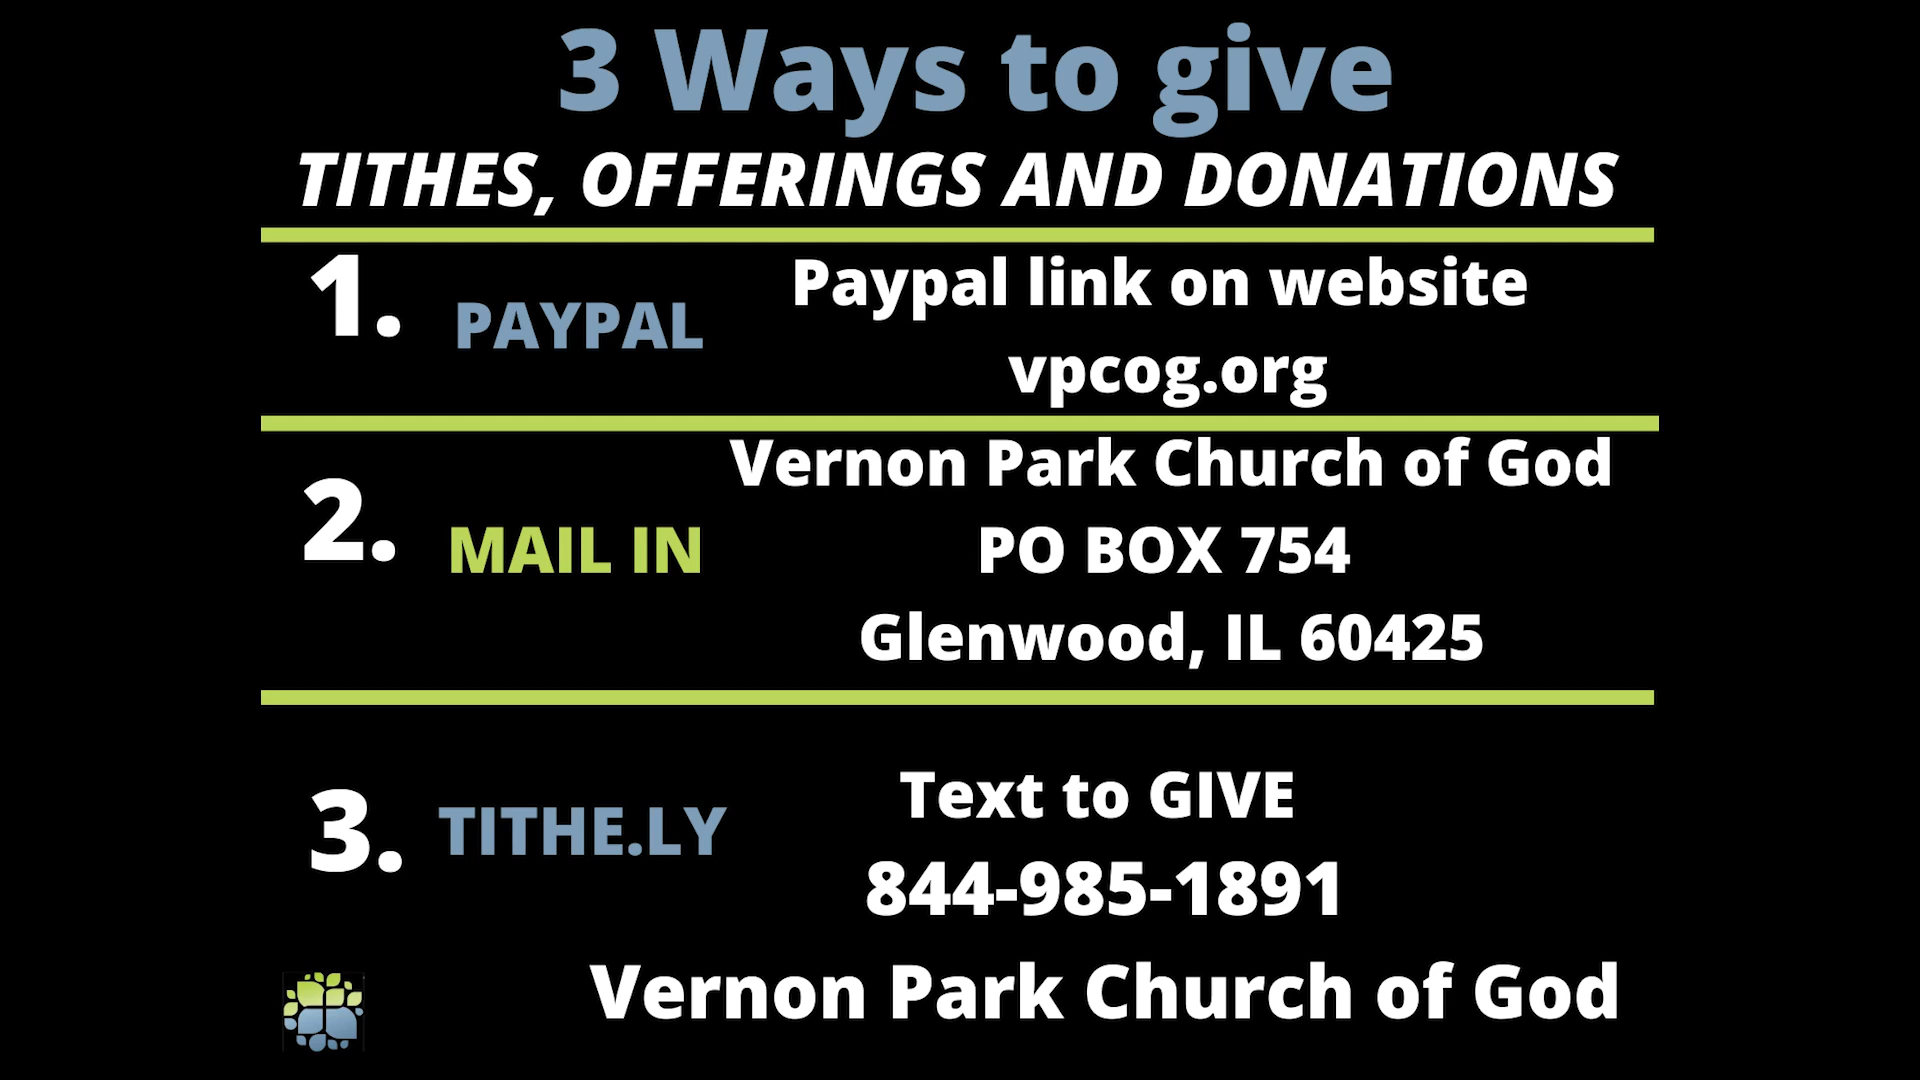 3 Ways to give
TITHES, OFFERINGS AND DONATIONS
1. PAYPAL
Paypal link on website
vpcog.org
2. MAIL IN
Vernon Park Church of God
PO BOX 754
Glenwood, IL 60425
3. TITHE.LY
Text to GIVE
844-985-1891
Vernon Park Church of God